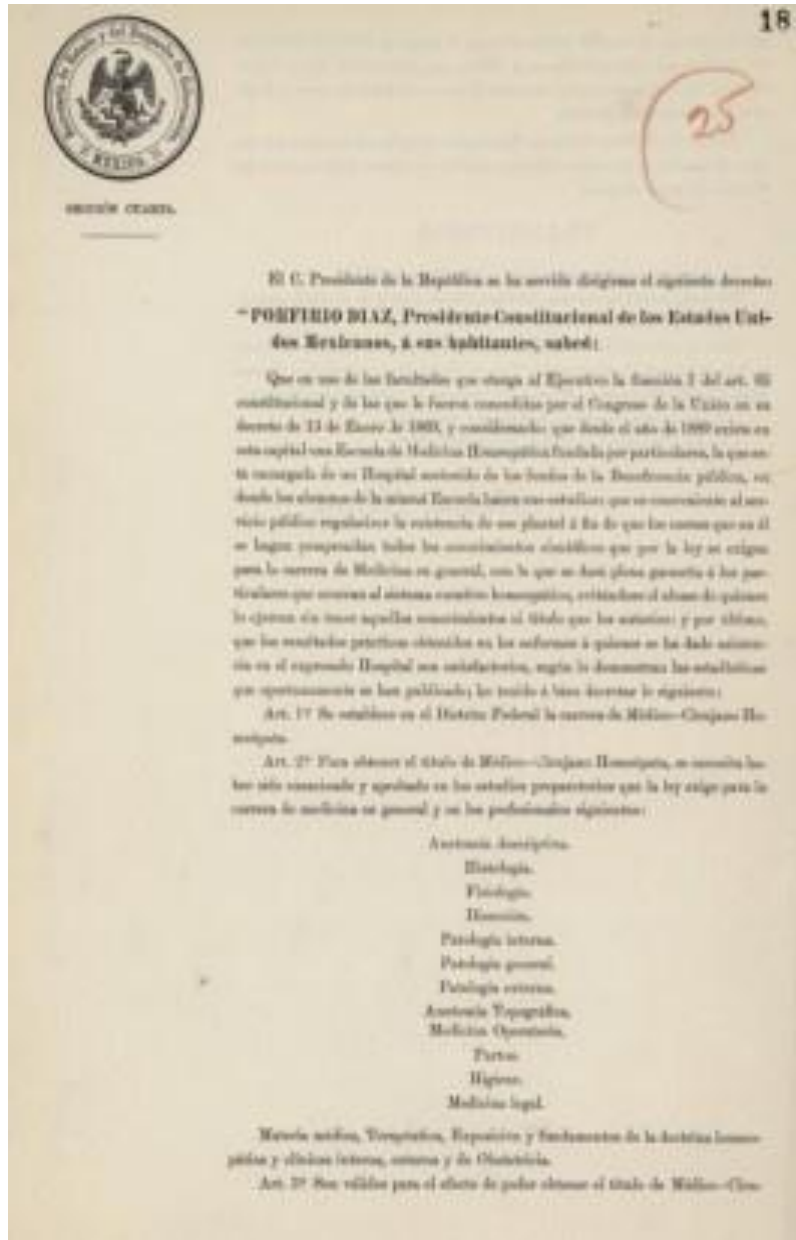 18
25
Secretaría de Estado y del Despacho de Gobernación
MEXICO
SECCIÓN CUARTA.
El C. Presidente de la República se ha servido dirigirme el siguiente decreto:
"PORFIRIO DIAZ, Presidente Constitucional de los Estados Uni-
dos Mexicanos, á sus habitantes, sabed:
Que en uso de las facultades que otorga al Ejecutivo la fracción I del art. 85
constitucional y de las que le fueron concedidas por el Congreso de la Unión en su
decreto de 13 de Enero de 1869, y considerando: que desde el año de 1889 existe en
esta capital una Escuela de Medicina Homeopática fundada por particulares, la que es-
tá encargada de un Hospital sostenido de los fondos de la Beneficencia pública, en
donde los alumnos de la misma Escuela hacen sus estudios: que es conveniente al ser-
vicio público regularizar la existencia de ese plantel á fin de que los cursos que en él
se hagan comprendan todos los conocimientos científicos que por la ley se exigen
para la carrera de Medicina en general, con lo que se dará plena garantía á los par-
ticulares que ocurran al sistema curativo homeopático, evitándose el abuso de quienes
lo ejercen sin tener aquellos conocimientos ni título que los autorice: y por último,
que los resultados prácticos obtenidos en los enfermos á quienes se ha dado asisten-
cia en el expresado Hospital son satisfactorios, según lo demuestran las estadísticas
que oportunamente se han publicado; he tenido á bien decretar lo siguiente:
Art. 1º Se establece en el Distrito Federal la carrera de Médico-Cirujano Ho-
meópata.
Art. 2º Para obtener el título de Médico-Cirujano Homeópata, se necesita ha-
ber sido examinado y aprobado en los estudios preparatorios que la ley exige para la
carrera de medicina en general y en los profesionales siguientes:
Anatomía descriptiva.
Histología.
Fisiología.
Disección.
Patología interna.
Patología general.
Patología externa.
Anatomía Topográfica.
Medicina Operatoria.
Partos.
Higiene.
Medicina legal.
Materia médica, Terapéutica, Exposición y fundamentos de la doctrina homeo-
pática y clínicas interna, externa y de Obstetricia.
Art. 3º Son válidos para el efecto de poder obtener el título de Médico-Ciru-